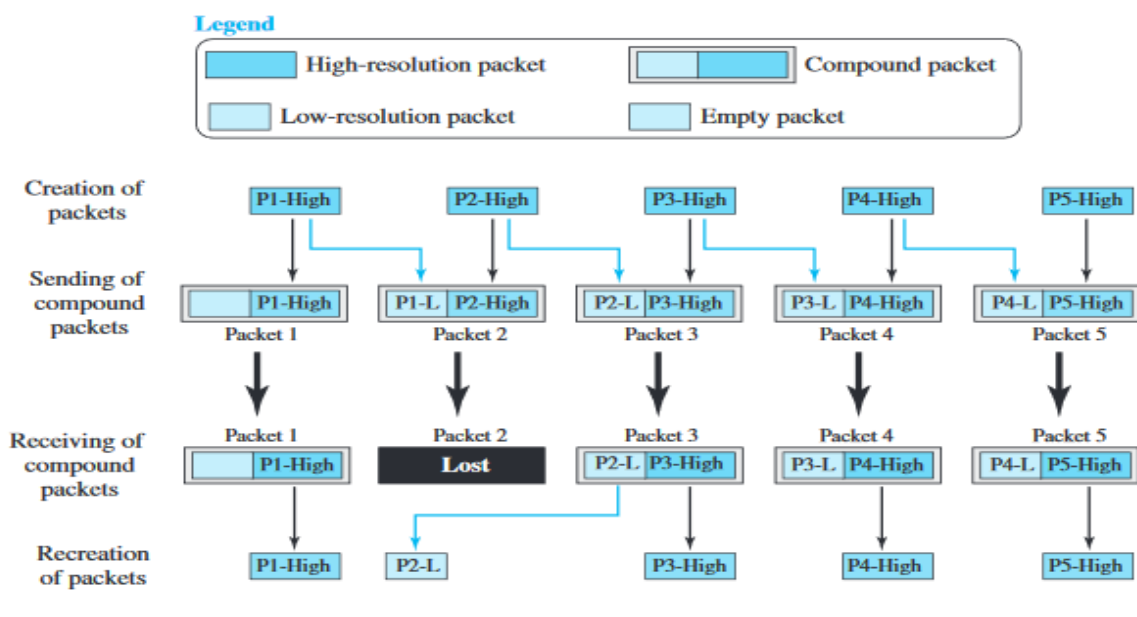 Legend
High-resolution packet
Compound packet
Low-resolution packet
Empty packet
Creation of
packets
P1-High
P2-High
P3-High
P4-High
P5-High
Sending of
compound
packets
P1-High
P1-L P2-High
P2-L P3-High
P3-L P4-High
P4-L P5-High
Packet 1
Packet 2
Packet 3
Packet 4
Packet 5
Receiving of
compound
packets
Packet 1
Packet 2
Packet 3
Packet 4
Packet 5
P1-High
Lost
P2-L P3-High
P3-L P4-High
P4-L P5-High
Recreation
of packets
P1-High
P2-L
P3-High
P4-High
P5-High